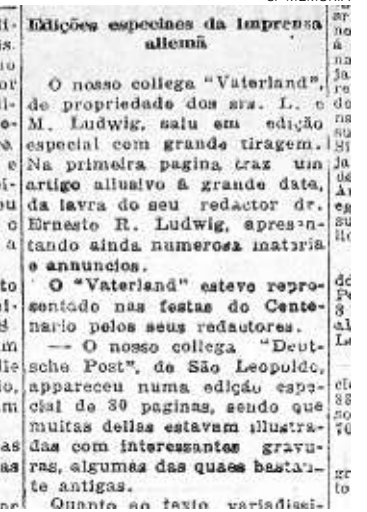 Edições especiaes da Imprensa
allemã
O nosso collega "Vaterland",
de propriedade dos srs. L. e
M. Ludwig, saiu em edição
especial com grande tiragem.
Na primeira pagina traz um
artigo allusivo á grande data,
da lavra do seu redactor dr.
Ernesto R. Ludwig, apresen-
tando ainda numerosa materia
e annuncios.
O "Vaterland" esteve repre-
sentado nas festas do Cente-
nario pelos seus redautores.
— O nosso collega "Deut-
sche Post", de São Leopoldo,
appareceu numa edição espe-
cial de 80 paginas, sendo que
muitas dellas estavam illustra-
das com interessantes gravu-
ras, algumas das quaes bastan-
te antigas.
Quanto ao texto, variadissi-